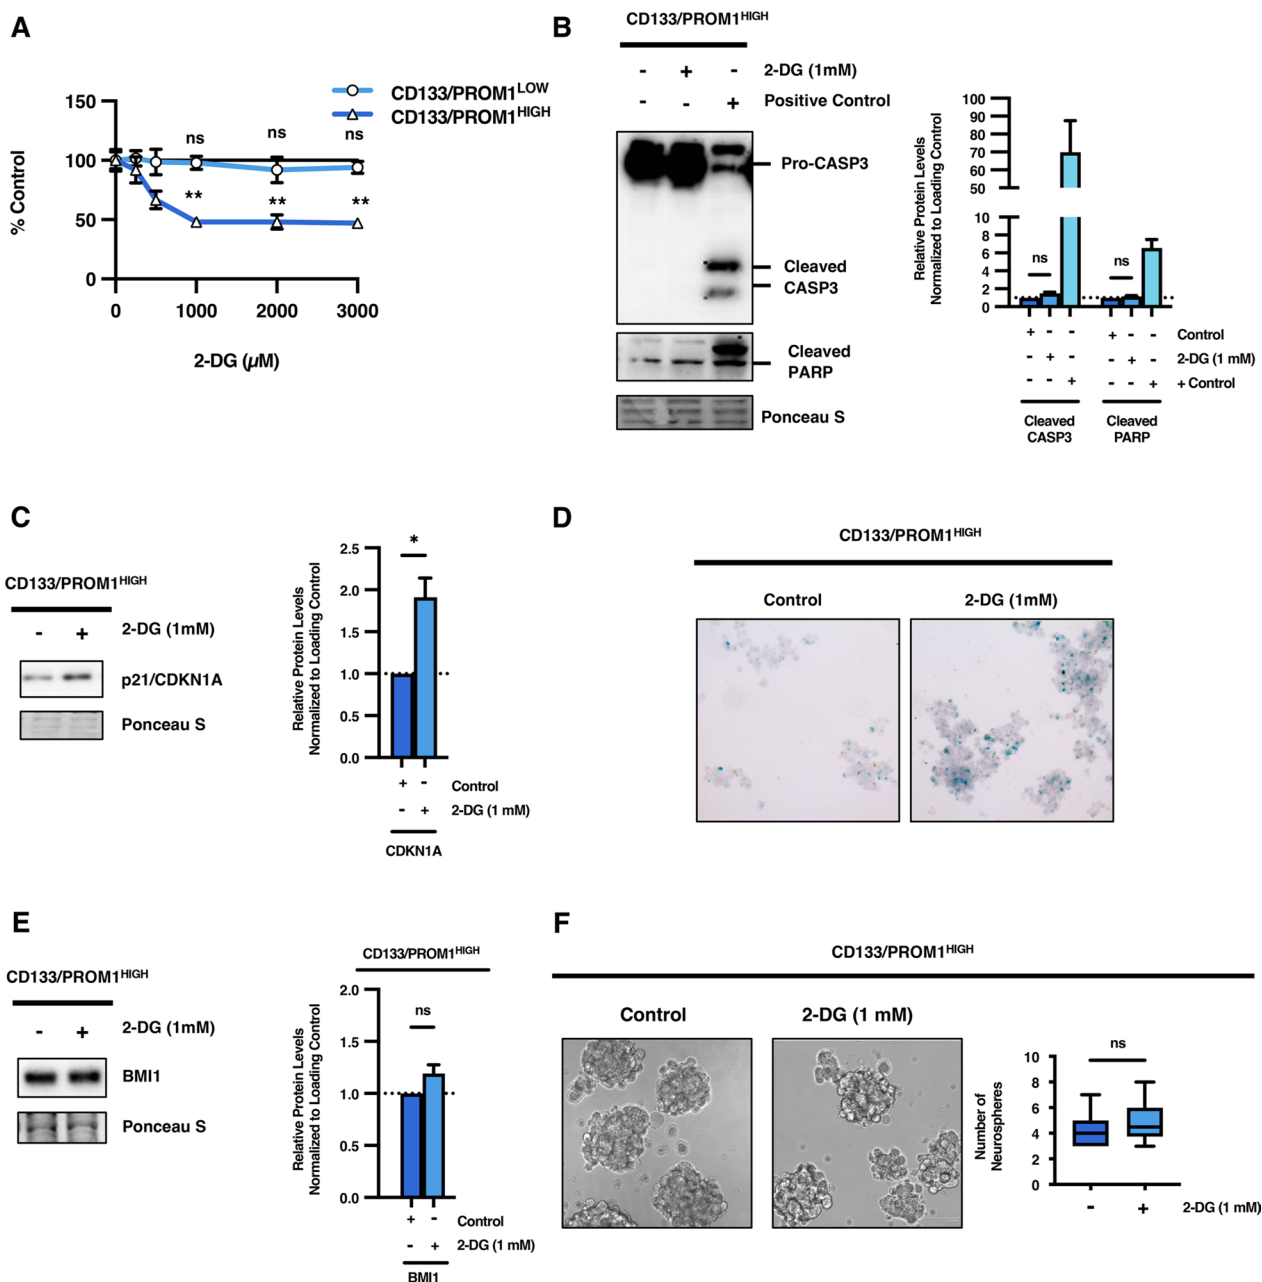 A
CD133/PROM1LOW
CD133/PROM1HIGH
150
100
50
0
% Control
ns
ns
ns
**
**
**
0
1000
2000
3000
2-DG (µM)
B
CD133/PROM1HIGH
- + - 2-DG (1mM)
- - + Positive Control
Pro-CASP3
Cleaved
CASP3
Cleaved
PARP
Ponceau S
Relative Protein Levels
Normalized to Loading Control
100
90
80
70
60
50
10
8
6
4
2
0
ns
ns
+ - - + - - Control
- + - - + - 2-DG (1 mM)
- - + - - + + Control
Cleaved
CASP3
Cleaved
PARP
C
CD133/PROM1HIGH
- + 2-DG (1mM)
p21/CDKN1A
Ponceau S
Relative Protein Levels
Normalized to Loading Control
2.5
2.0
1.5
1.0
0.5
0.0
*
+ - Control
- + 2-DG (1 mM)
CDKN1A
D
CD133/PROM1HIGH
Control
2-DG (1mM)
E
CD133/PROM1HIGH
- + 2-DG (1mM)
BMI1
Ponceau S
CD133/PROM1HIGH
Relative Protein Levels
Normalized to Loading Control
2.0
1.5
1.0
0.5
0.0
ns
+ - Control
- + 2-DG (1 mM)
BMI1
F
CD133/PROM1HIGH
Control
2-DG (1 mM)
Number of
Neurospheres
10
8
6
4
2
0
ns
- + 2-DG (1 mM)